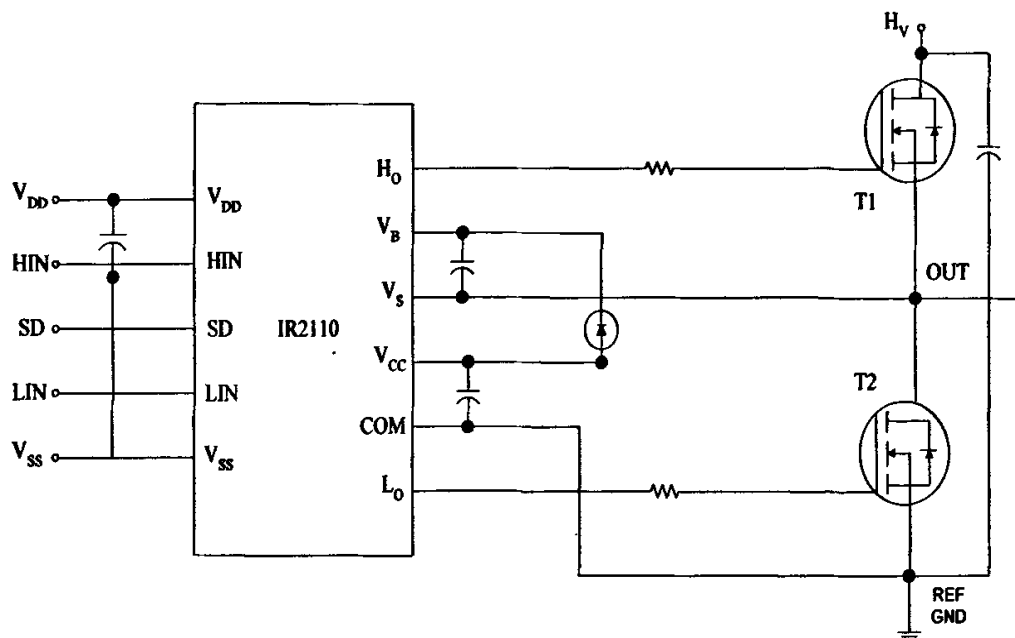 H_V
H_O
T1
V_DD
V_DD
V_B
HIN
HIN
OUT
V_S
SD
SD
IR2110
V_CC
T2
LIN
LIN
COM
V_SS
V_SS
L_O
REF
GND